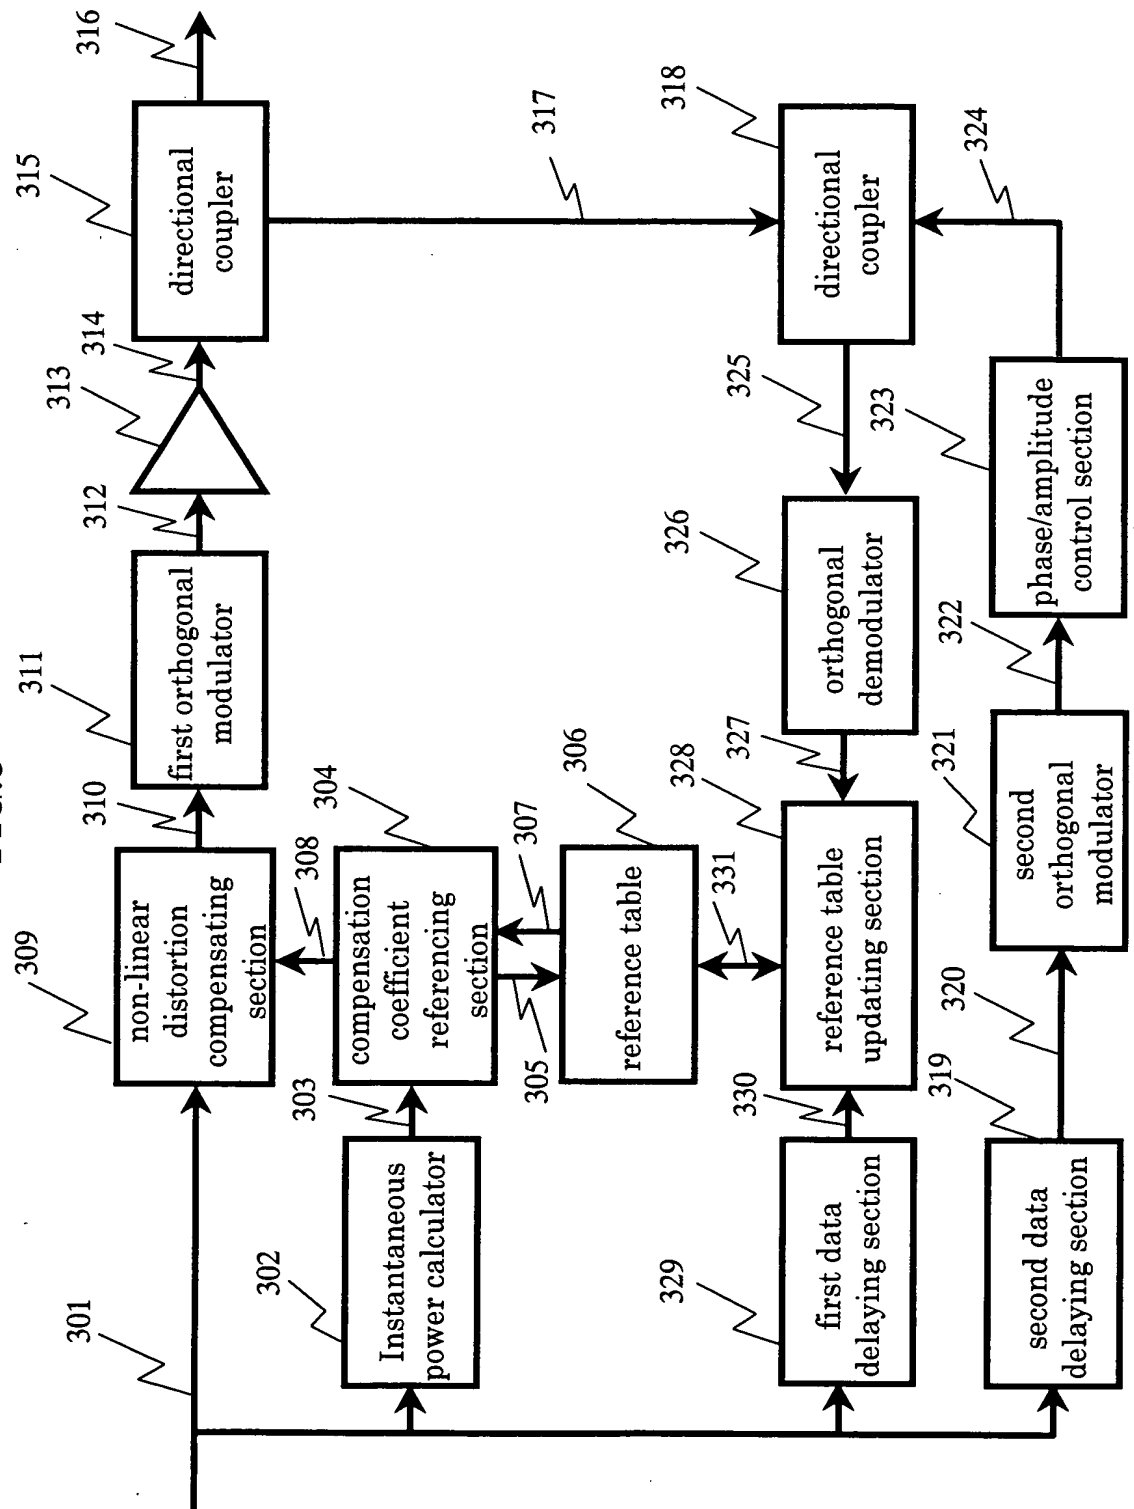 301
309
non-linear
distortion
compensating
section
310
311
first orthogonal
modulator
312
313
314
315
directional
coupler
316
302
Instantaneous
power calculator
303
304
compensation
coefficient
referencing
section
308
305
307
306
reference table
331
317
329
first data
delaying section
330
328
reference table
updating section
327
326
orthogonal
demodulator
325
318
directional
coupler
319
second data
delaying section
320
321
second
orthogonal
modulator
322
323
phase/amplitude
control section
324